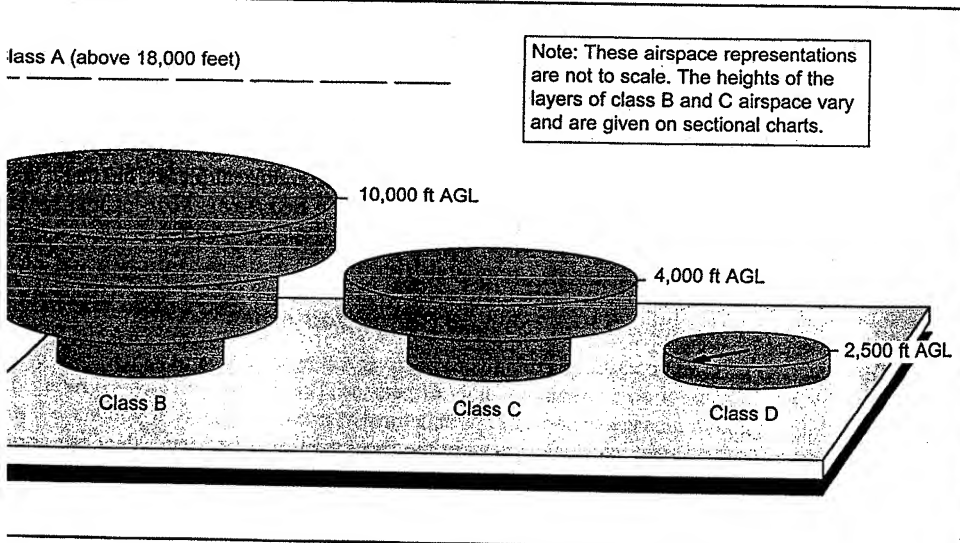 lass A (above 18,000 feet)
Note: These airspace representations
are not to scale. The heights of the
layers of class B and C airspace vary
and are given on sectional charts.
10,000 ft AGL
4,000 ft AGL
2,500 ft AGL
Class B
Class C
Class D